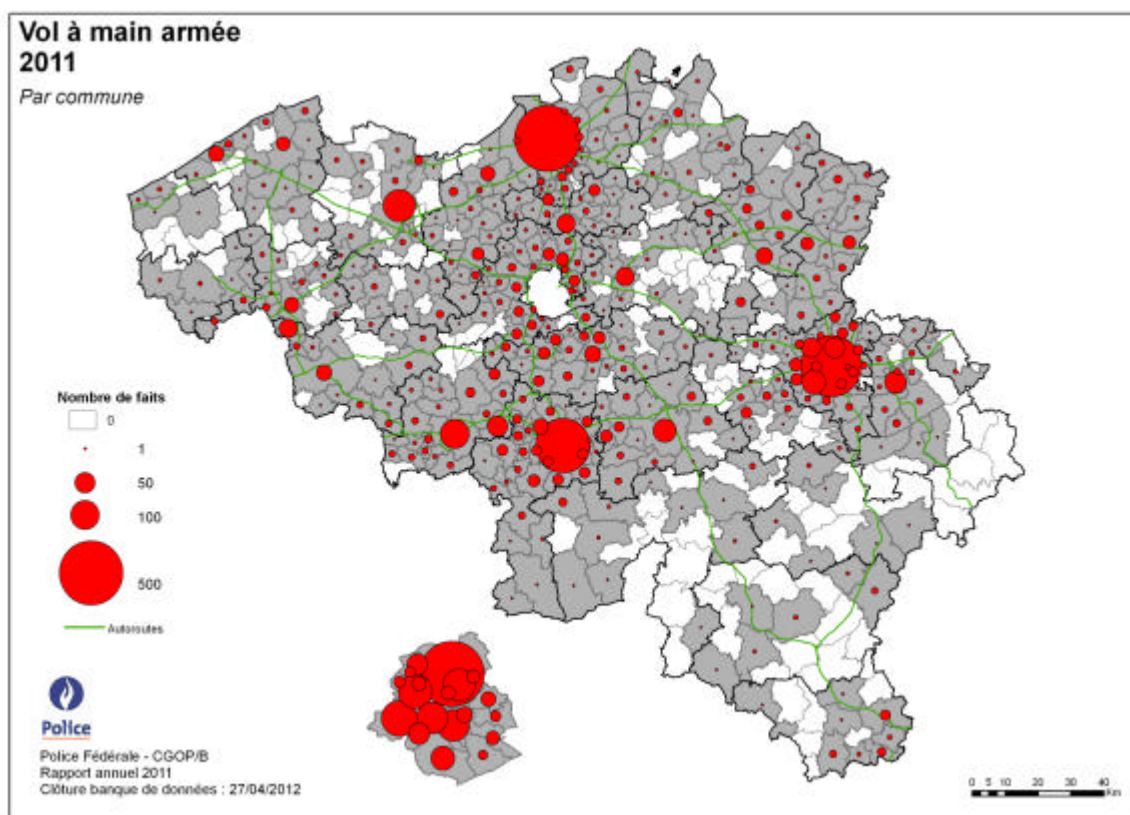 Vol à main armée
2011
Par commune
Nombre de faits
0
1
50
100
500
Autoroutes
Police
Police Fédérale - CGOP/B
Rapport annuel 2011
Clôture banque de données : 27/04/2012
0 5 10 20 30 40
Km